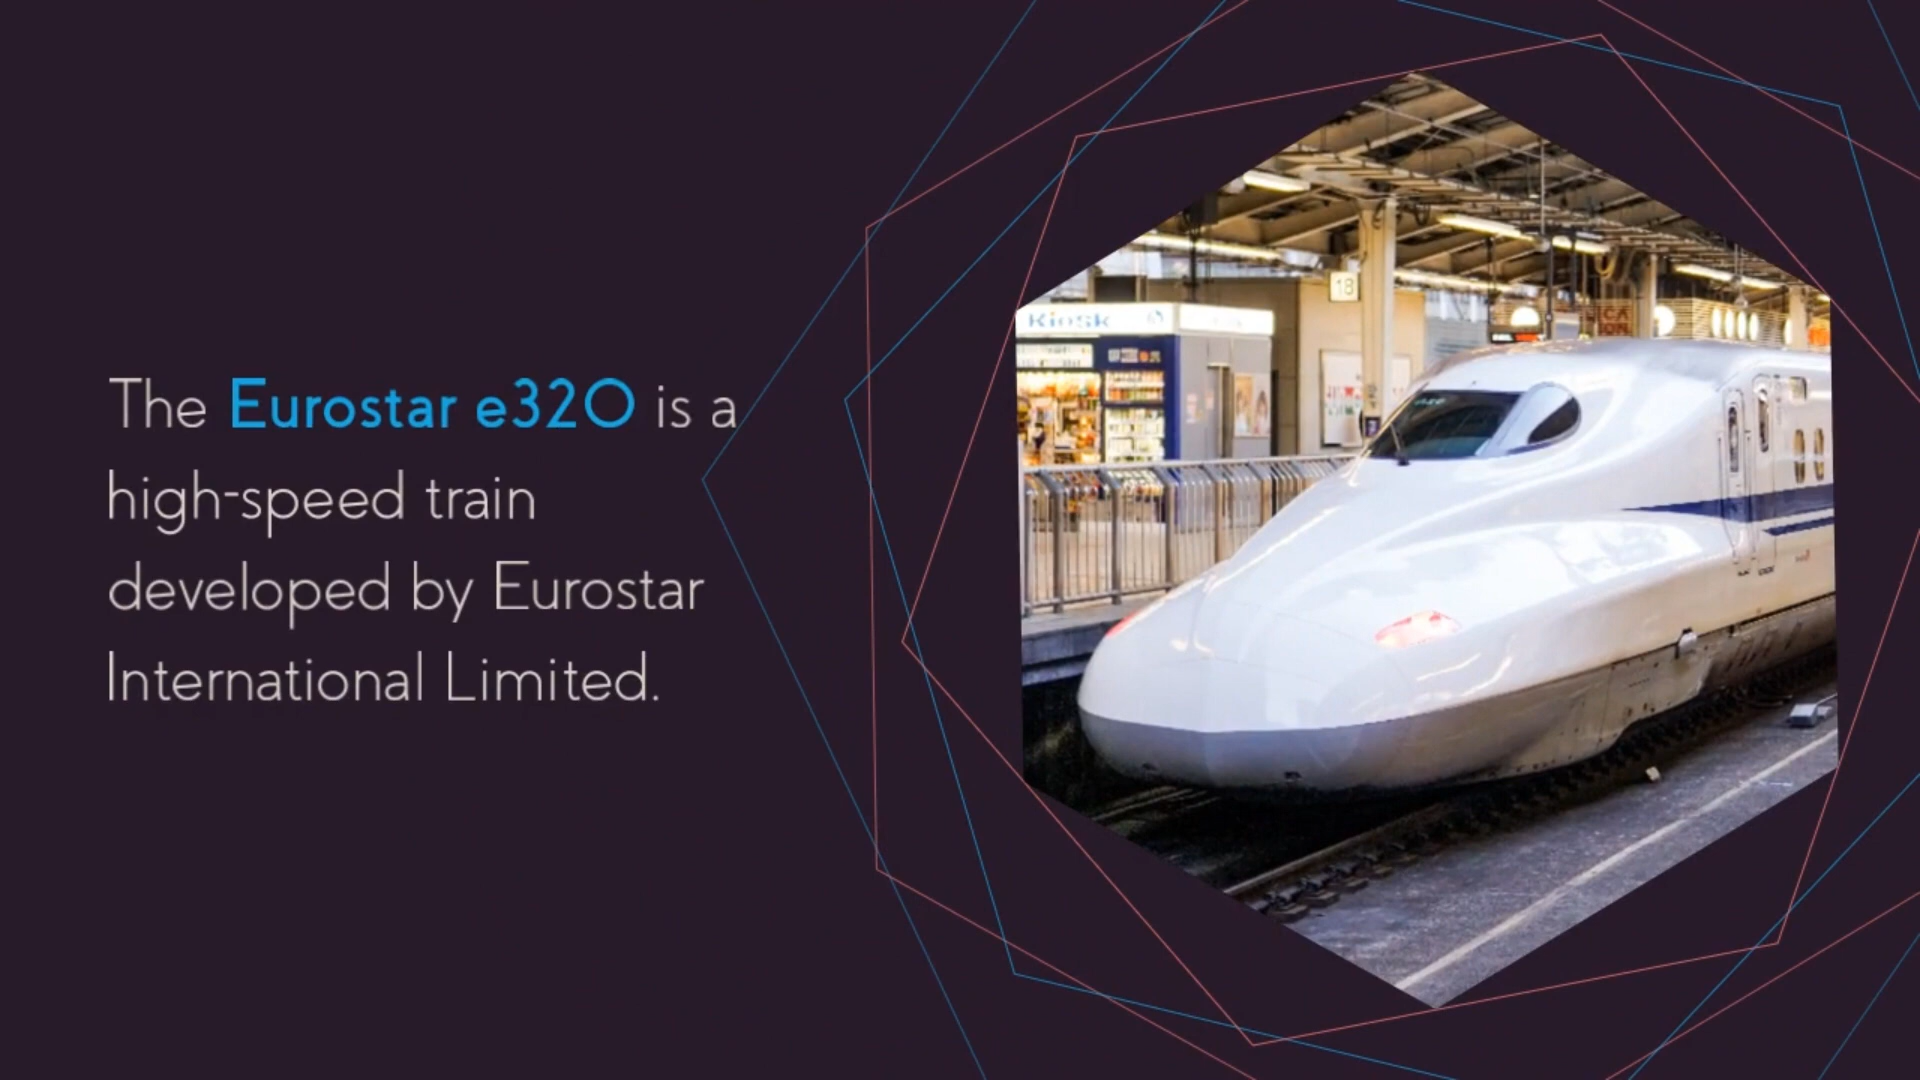 The Eurostar e320 is a
high-speed train
developed by Eurostar
International Limited.
Kiosk
18